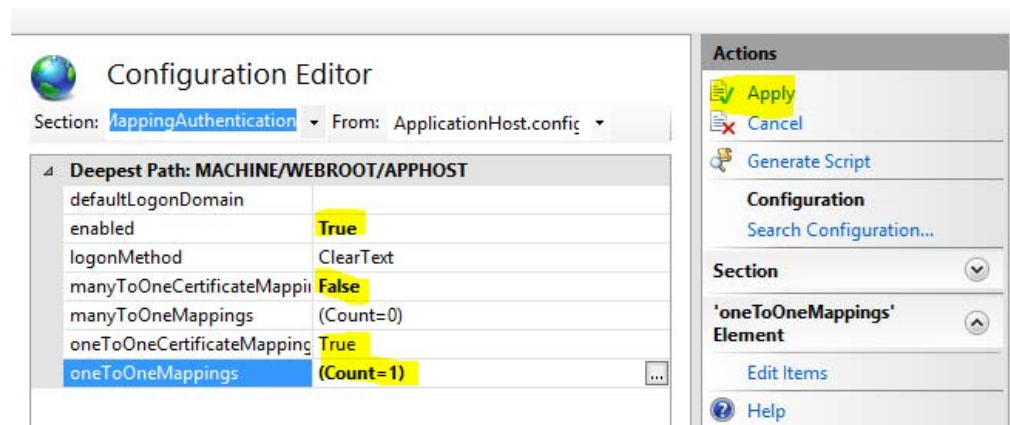 Configuration Editor
Section: MappingAuthentication From: ApplicationHost.config
Deepest Path: MACHINE/WEBROOT/APPHOST
defaultLogonDomain
enabled True
logonMethod ClearText
manyToOneCertificateMappi False
manyToOneMappings (Count=0)
oneToOneCertificateMapping True
oneToOneMappings (Count=1) ...
Actions
Apply
Cancel
Generate Script
Configuration
Search Configuration...
Section
'oneToOneMappings'
Element
Edit Items
Help